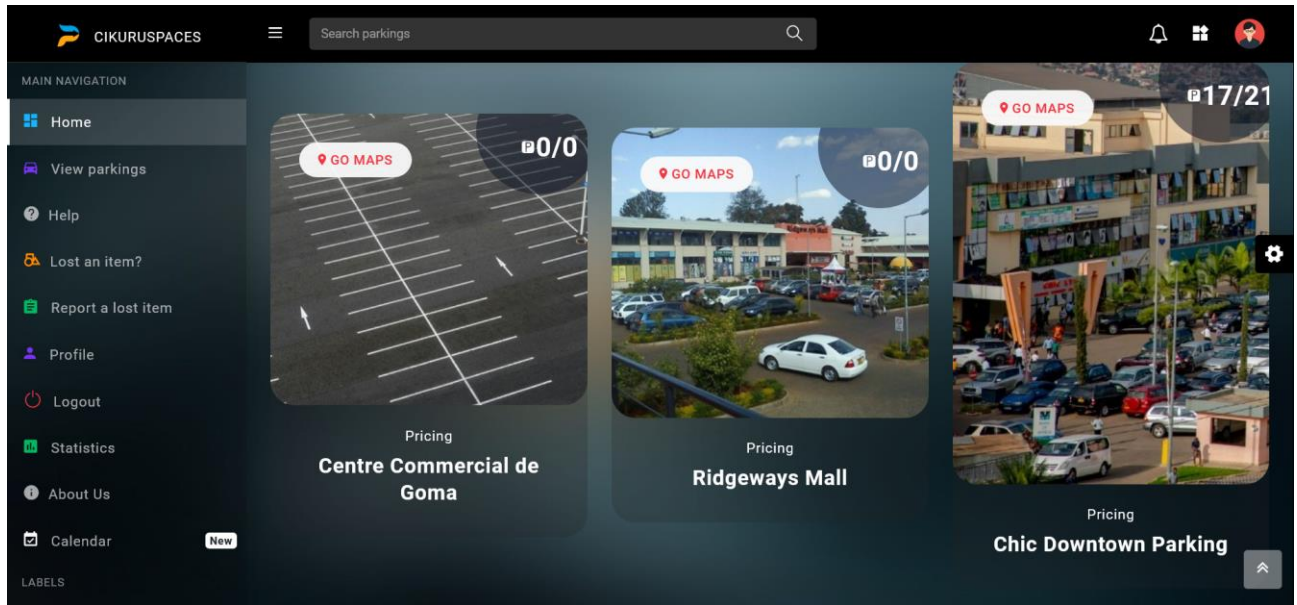 CIKURUSPACES
Search parkings
MAIN NAVIGATION
Home
View parkings
Help
Lost an item?
Report a lost item
Profile
Logout
Statistics
About Us
Calendar
New
LABELS
GO MAPS
P 0/0
Pricing
Centre Commercial de
Goma
GO MAPS
P 0/0
Ridgeways Mall
Pricing
Ridgeways Mall
GO MAPS
P 17/21
Pricing
Chic Downtown Parking